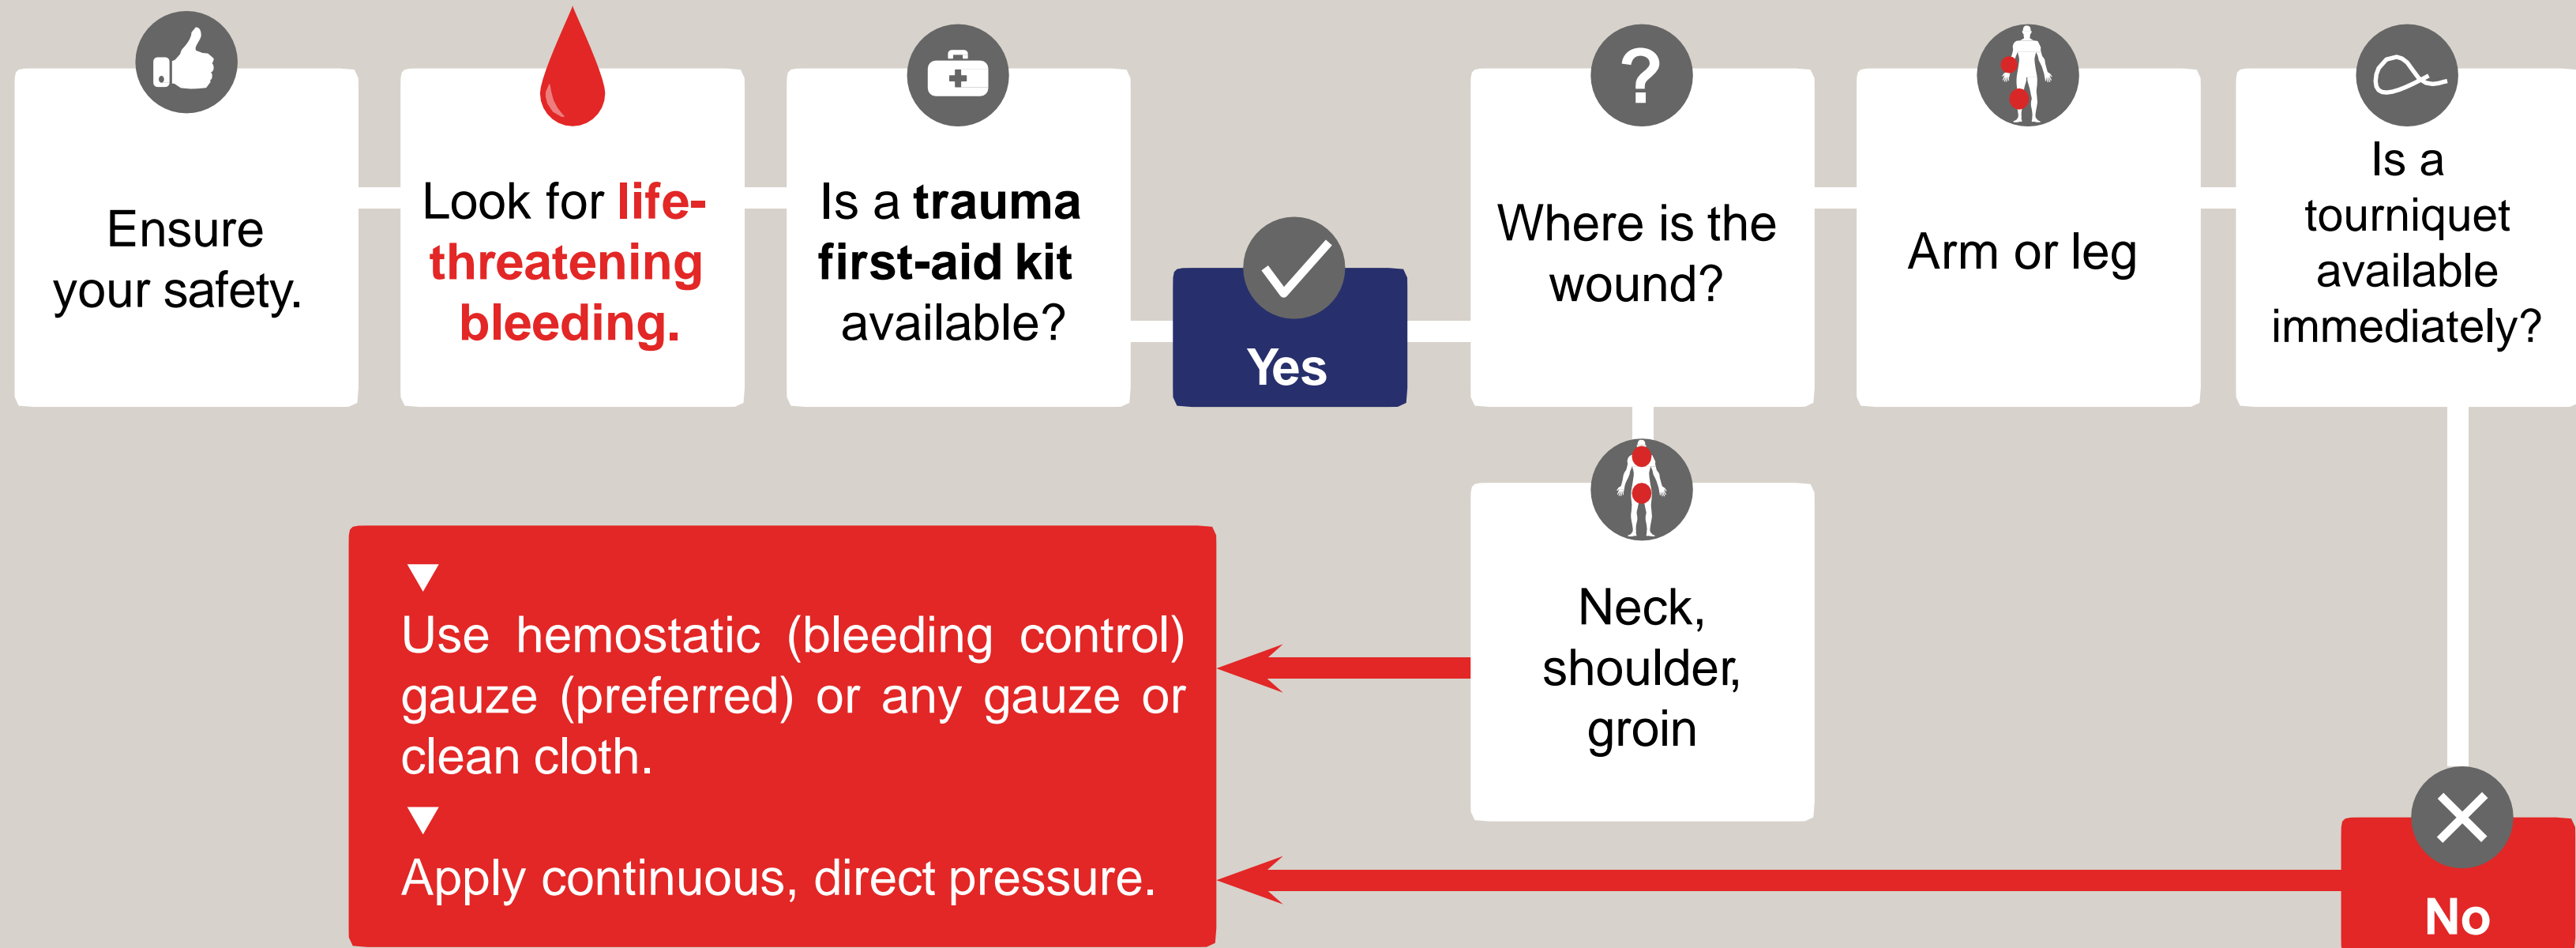 Ensure
your safety.
Look for life-
threatening
bleeding.
Is a trauma
first-aid kit
available?
Yes
Where is the
wound?
Arm or leg
Is a
tourniquet
available
immediately?
Neck,
shoulder,
groin
Use hemostatic (bleeding control)
gauze (preferred) or any gauze or
clean cloth.
Apply continuous, direct pressure.
No